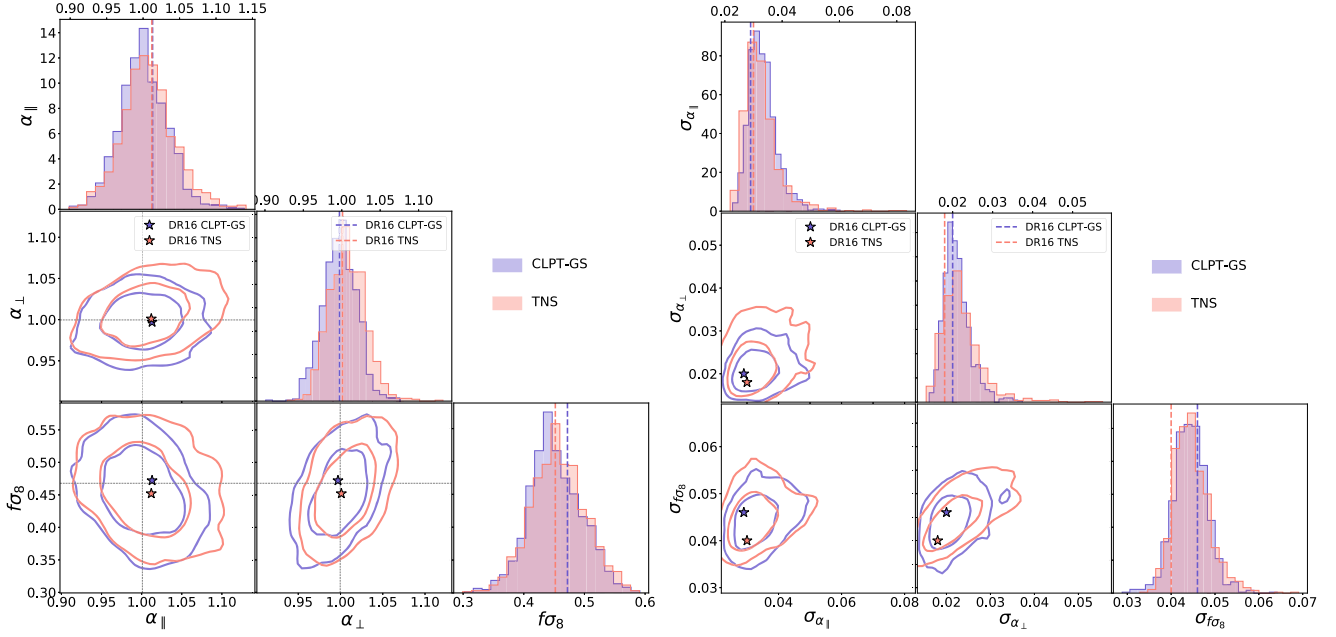 0.90 0.95 1.00 1.05 1.10 1.15
0.02 0.04 0.06 0.08
14
12
10
8
6
4
2
0
α∥
80
60
40
20
0
σα∥
0.90 0.95 1.00 1.05 1.10
0.02 0.03 0.04 0.05
DR16 CLPT-GS
DR16 TNS
DR16 CLPT-GS
DR16 TNS
DR16 CLPT-GS
DR16 TNS
DR16 CLPT-GS
DR16 TNS
1.10
1.05
1.00
0.95
α⊥
CLPT-GS
TNS
0.05
0.04
0.03
0.02
σα⊥
CLPT-GS
TNS
0.55
0.50
0.45
0.40
0.35
0.30
fσ8
0.06
0.05
0.04
0.03
σfσ8
0.90 0.95 1.00 1.05 1.10
0.90 0.95 1.00 1.05 1.10
0.3 0.4 0.5 0.6
0.04 0.06 0.08
0.02 0.03 0.04 0.05
0.03 0.04 0.05 0.06 0.07
α∥
α⊥
fσ8
σα∥
σα⊥
σfσ8